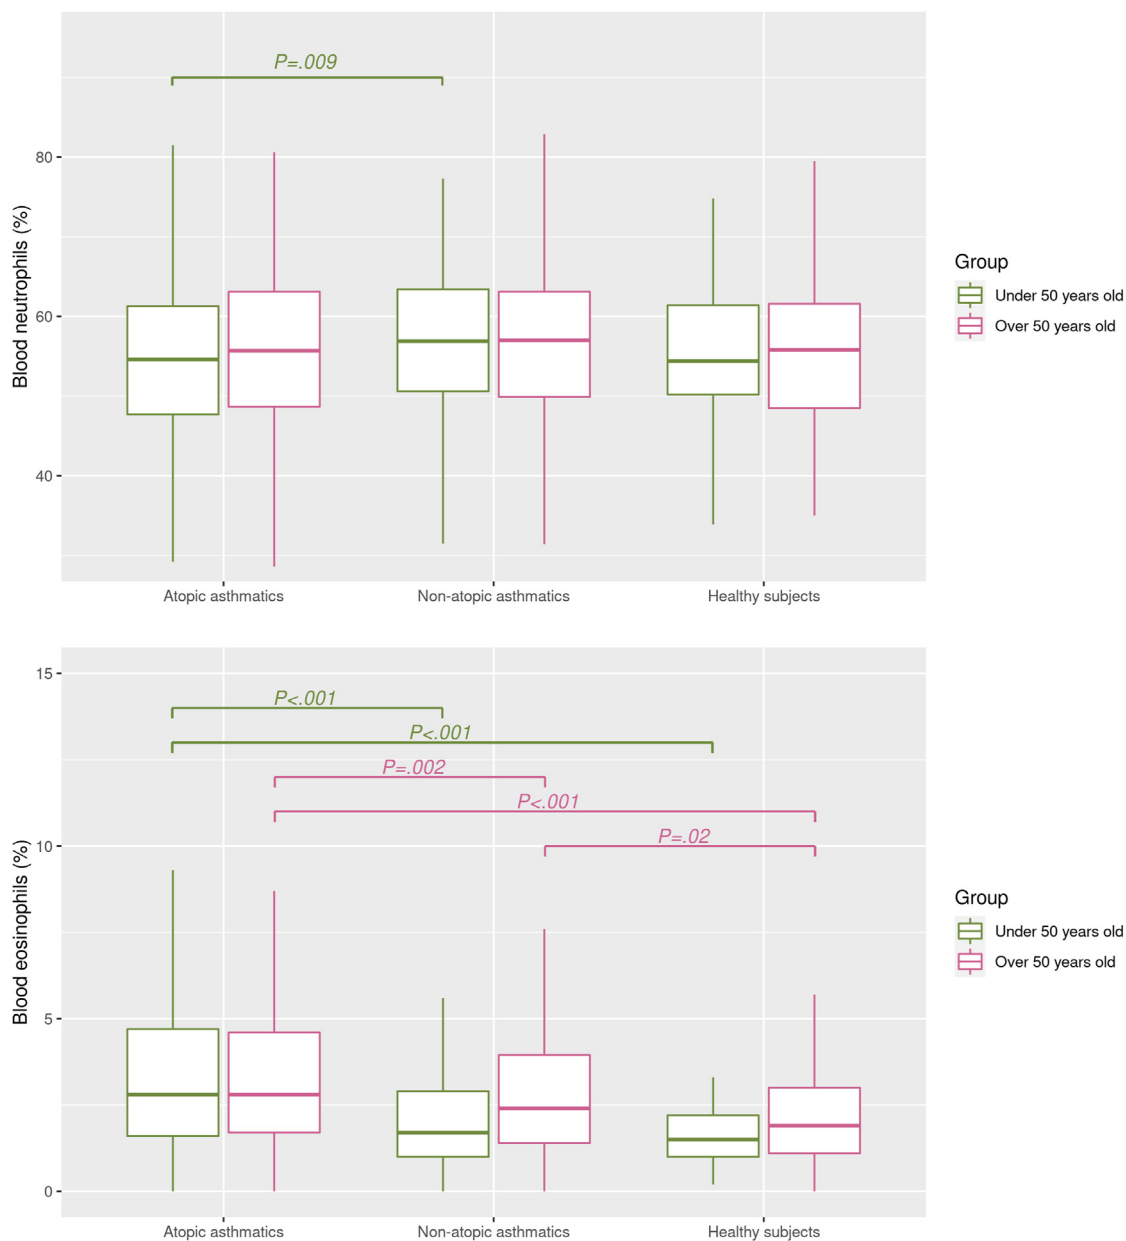 P=.009
80
60
40
Blood neutrophils (%)
Atopic asthmatics
Non-atopic asthmatics
Healthy subjects
Group
Under 50 years old
Over 50 years old
15
10
5
0
Blood eosinophils (%)
P<.001
P<.001
P=.002
P<.001
P=.02
Atopic asthmatics
Non-atopic asthmatics
Healthy subjects
Group
Under 50 years old
Over 50 years old